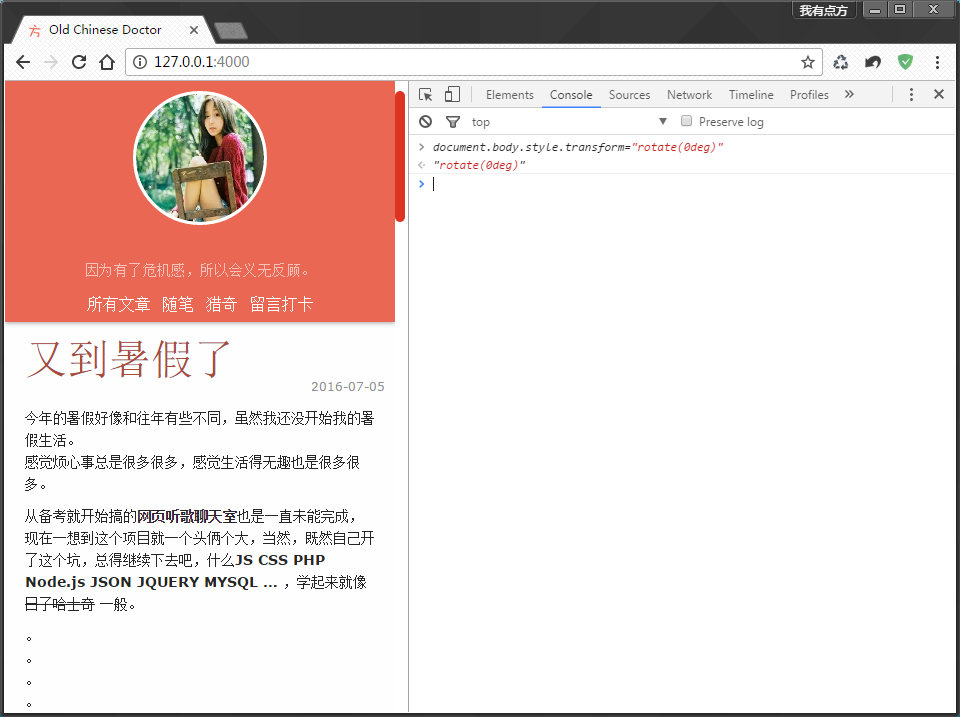 我有点方
Old Chinese Doctor
127.0.0.1:4000
Elements Console Sources Network Timeline Profiles
top Preserve log
document.body.style.transform="rotate(0deg)"
"rotate(0deg)"
因为有了危机感，所以会义无反顾。
所有文章 随笔 猎奇 留言打卡
又到暑假了
2016-07-05
今年的暑假好像和往年有些不同，虽然我还没开始我的暑
假生活。
感觉烦心事总是很多很多，感觉生活得无趣也是很多很
多。
从备考就开始搞的网页听歌聊天室也是一直未能完成，
现在一想到这个项目就一个头俩个大，当然，既然自己开
了这个坑，总得继续下去吧，什么JS CSS PHP
Node.js JSON JQUERY MYSQL ... ，学起来就像
日了哈士奇 一般。
。
。
。
。